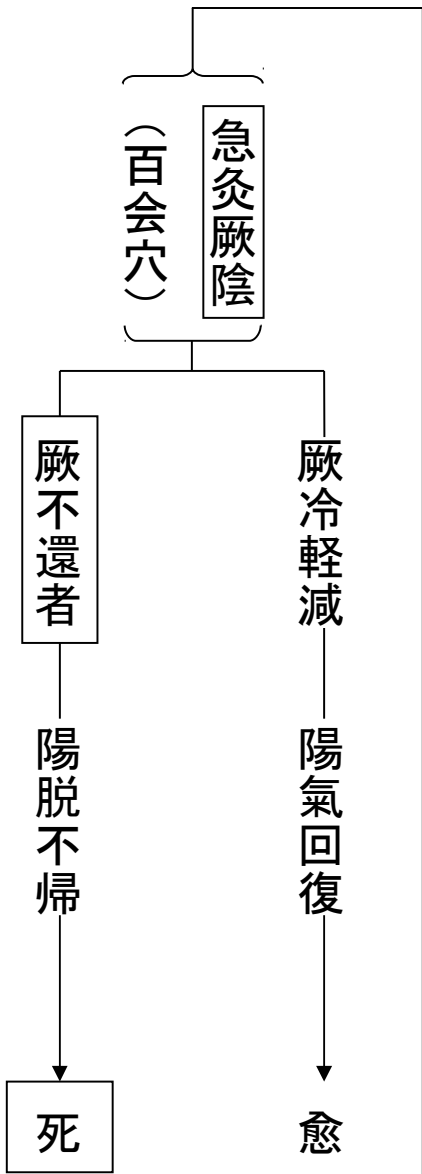 急灸厥陰
（百会穴）
厥冷軽減
陽氣回復
愈
厥不還者
陽脱不帰
死